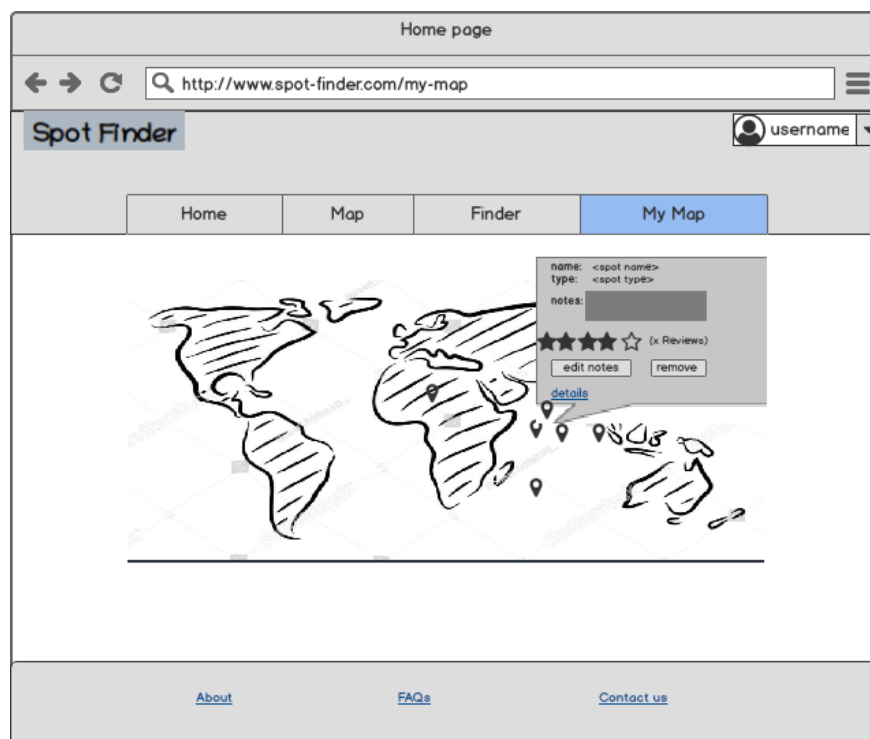 Home page
http://www.spot-finder.com/my-map
Spot Finder
username
Home Map Finder My Map
name: <spot name>
type: <spot type>
notes:
(x Reviews)
edit notes remove
details
About FAQs Contact us